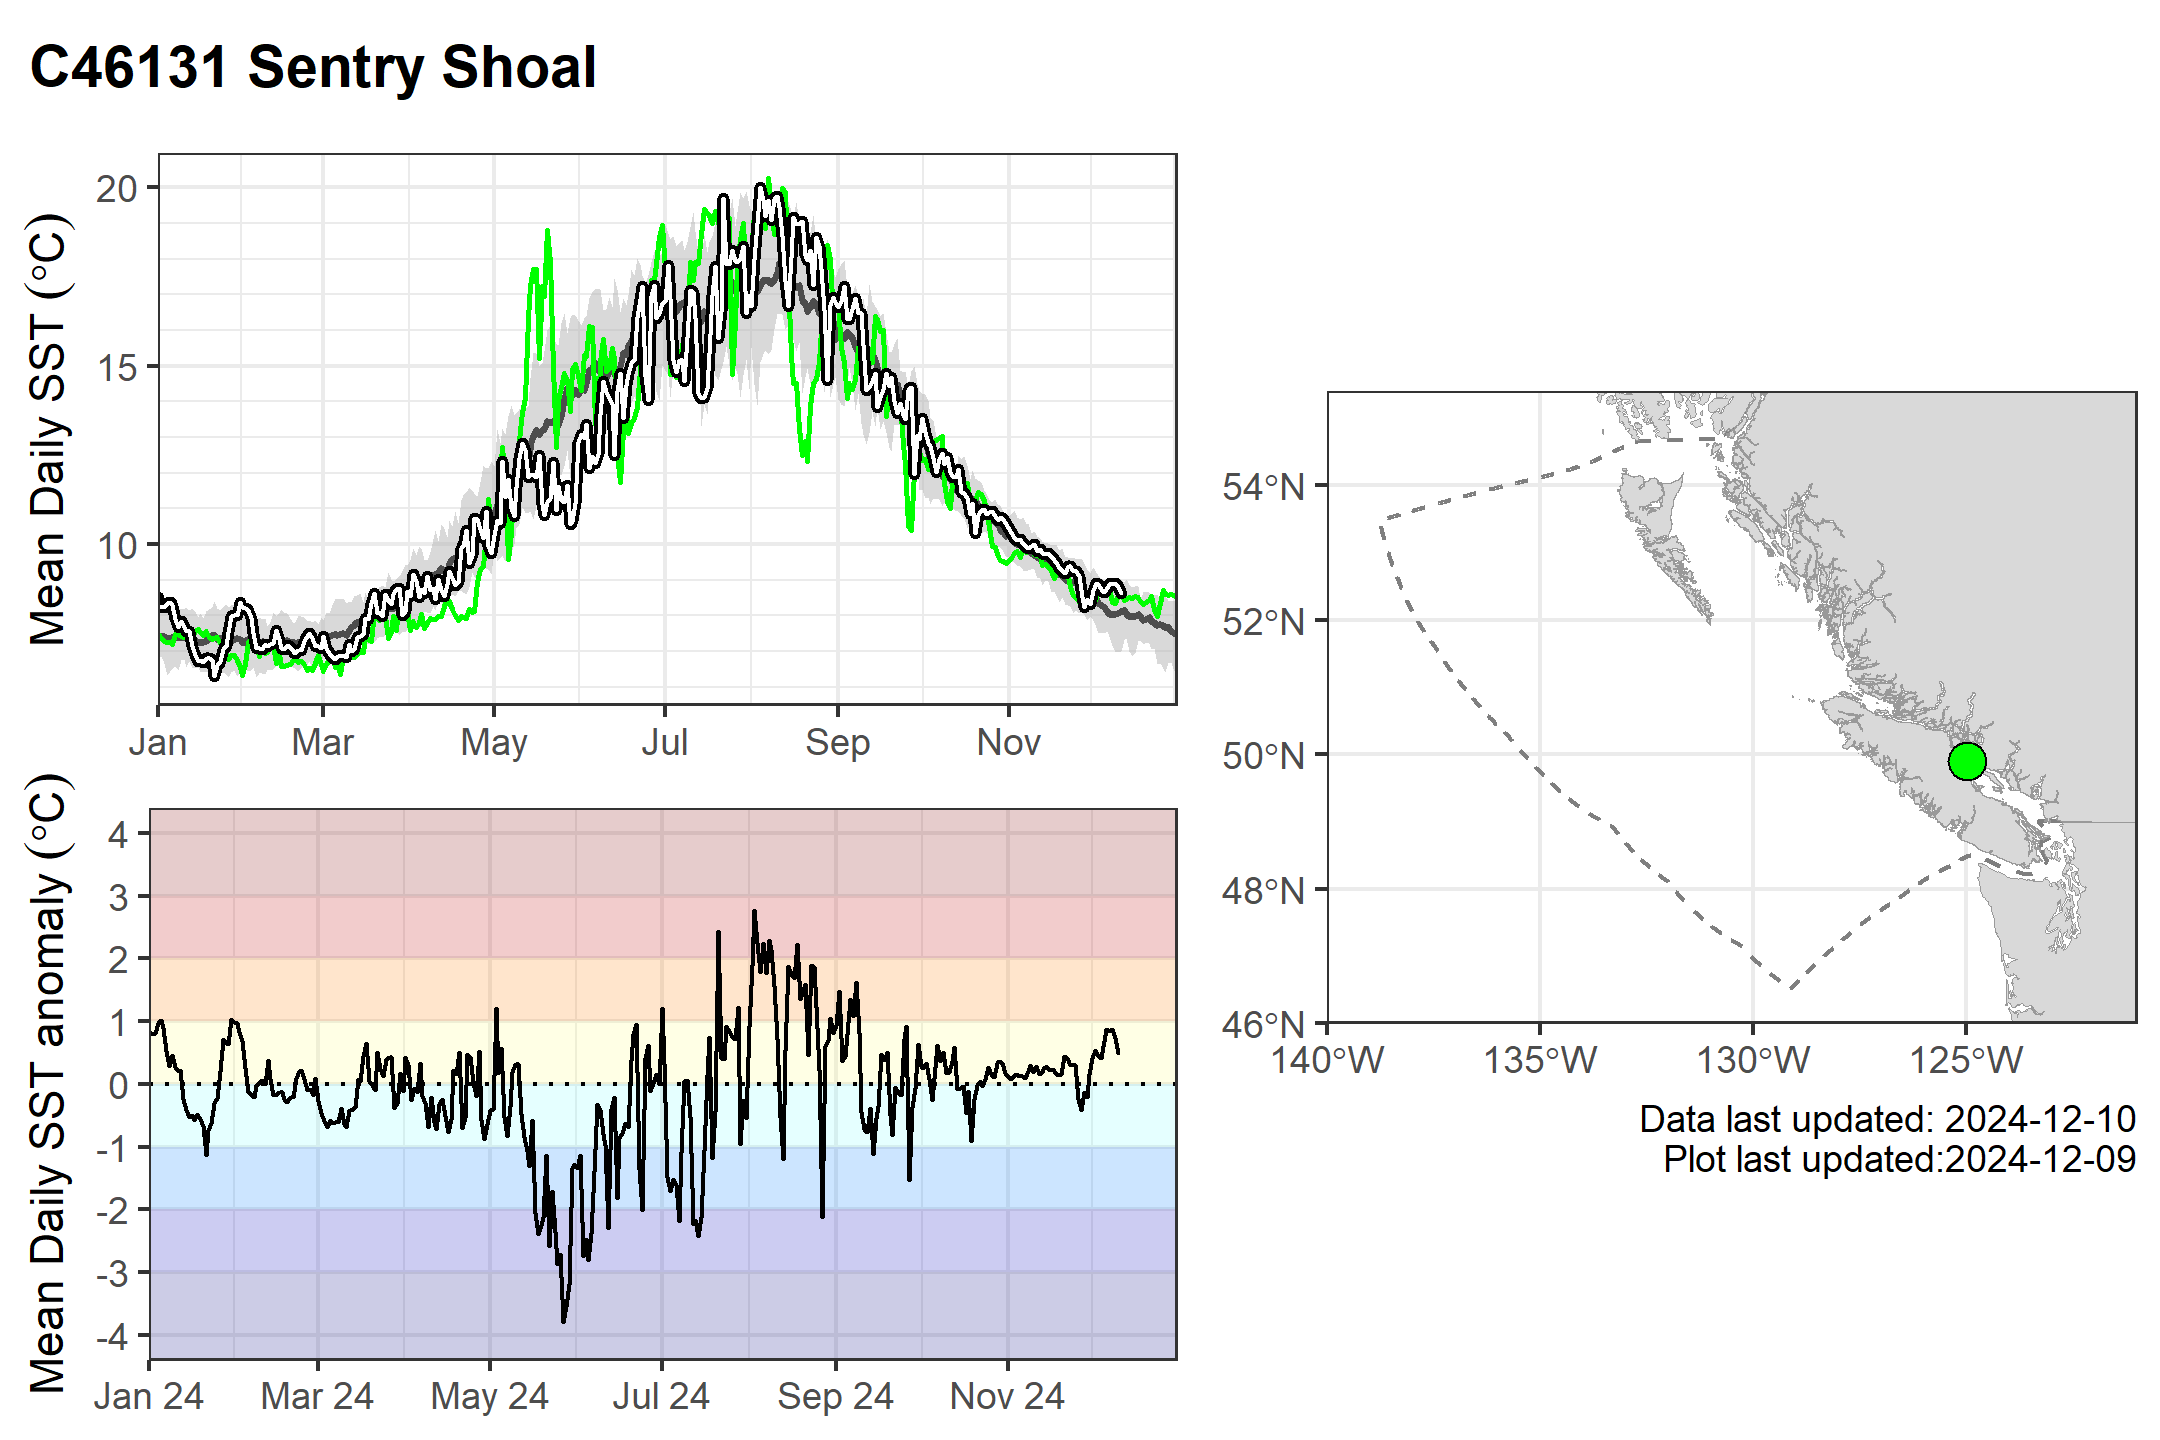 C46131 Sentry Shoal
Mean Daily SST (°C)
20
15
10
Jan Mar May Jul Sep Nov
Mean Daily SST anomaly (°C)
4
3
2
1
0
-1
-2
-3
-4
Jan 24 Mar 24 May 24 Jul 24 Sep 24 Nov 24
54°N
52°N
50°N
48°N
46°N
140°W 135°W 130°W 125°W
Data last updated: 2024-12-10
Plot last updated:2024-12-09